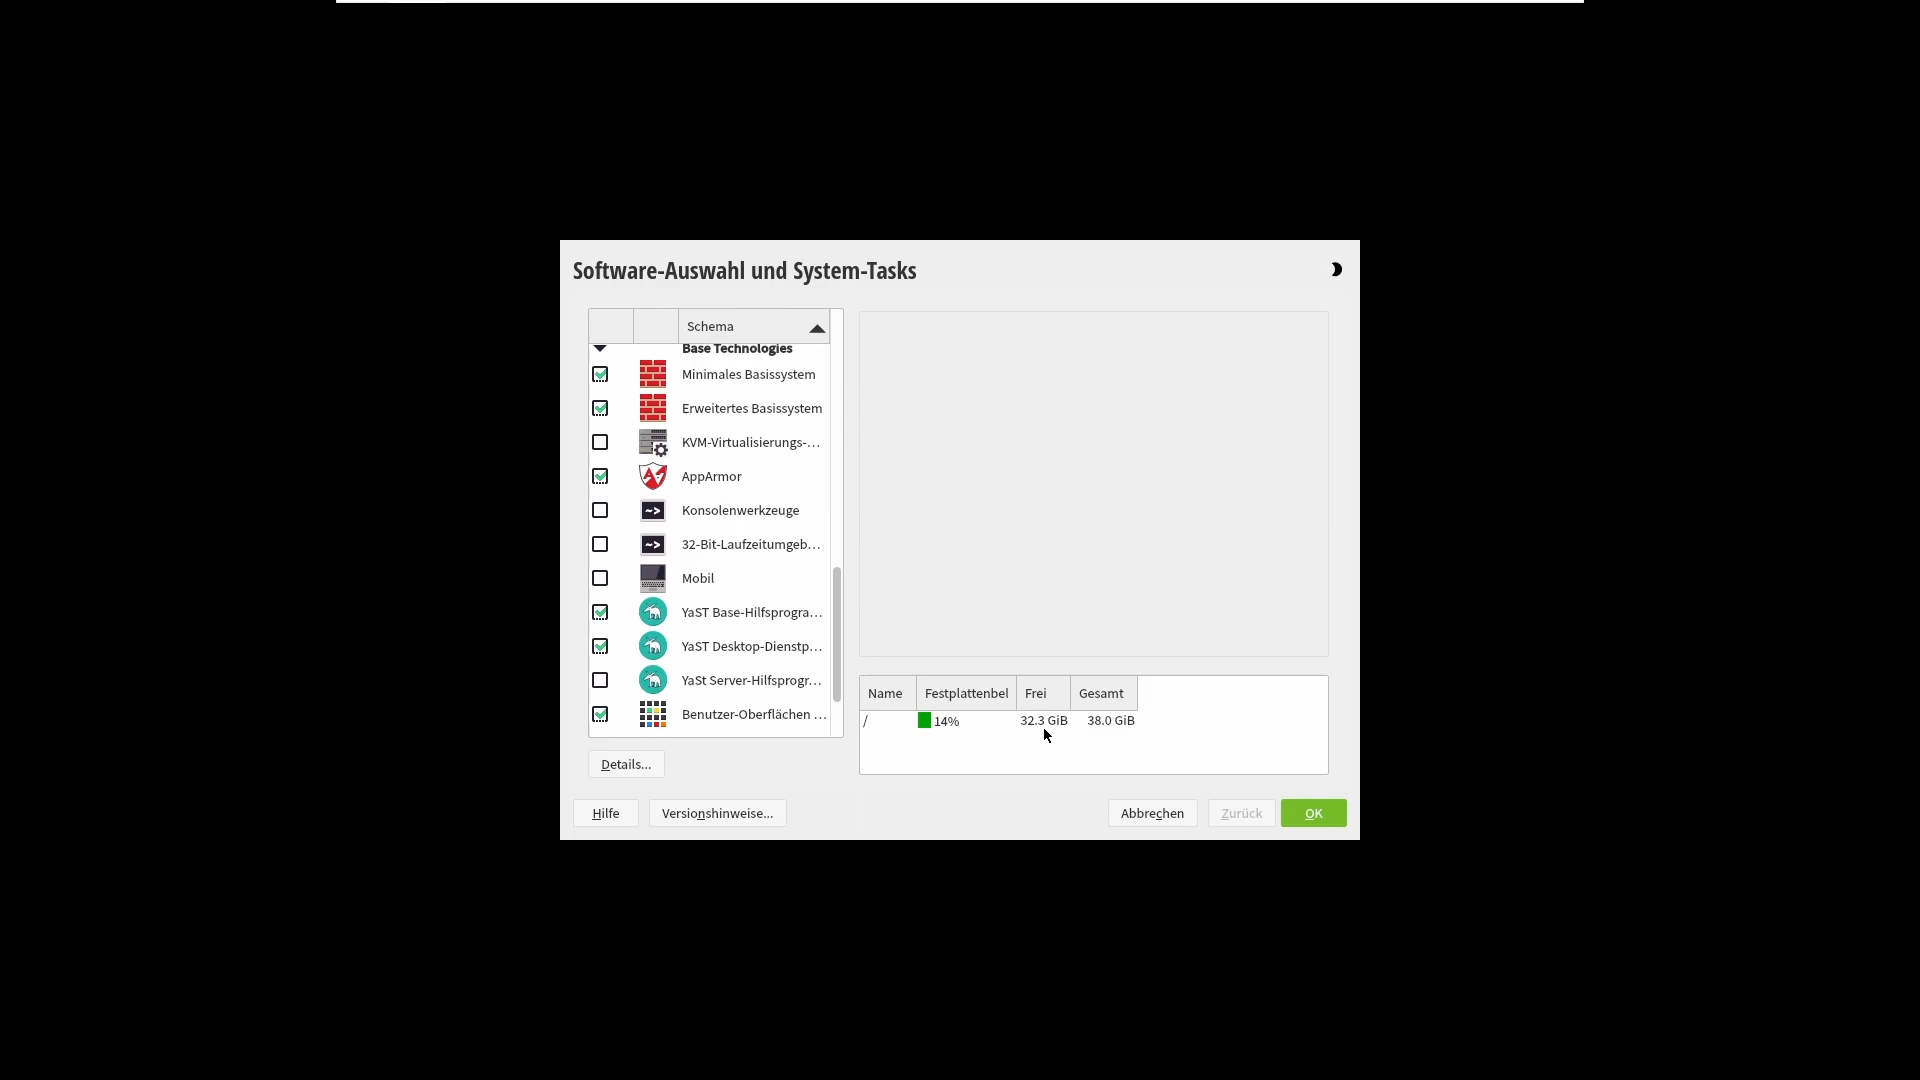 Software-Auswahl und System-Tasks
Schema
Base Technologies
Minimales Basissystem
Erweitertes Basissystem
KVM-Virtualisierungs-…
AppArmor
Konsolenwerkzeuge
32-Bit-Laufzeitumgeb…
Mobil
YaST Base-Hilfsprogra…
YaST Desktop-Dienstp…
YaSt Server-Hilfsprogr…
Benutzer-Oberflächen …
Name Festplattenbel Frei Gesamt
/ 14% 32.3 GiB 38.0 GiB
Details...
Hilfe Versionshinweise... Abbrechen Zurück OK